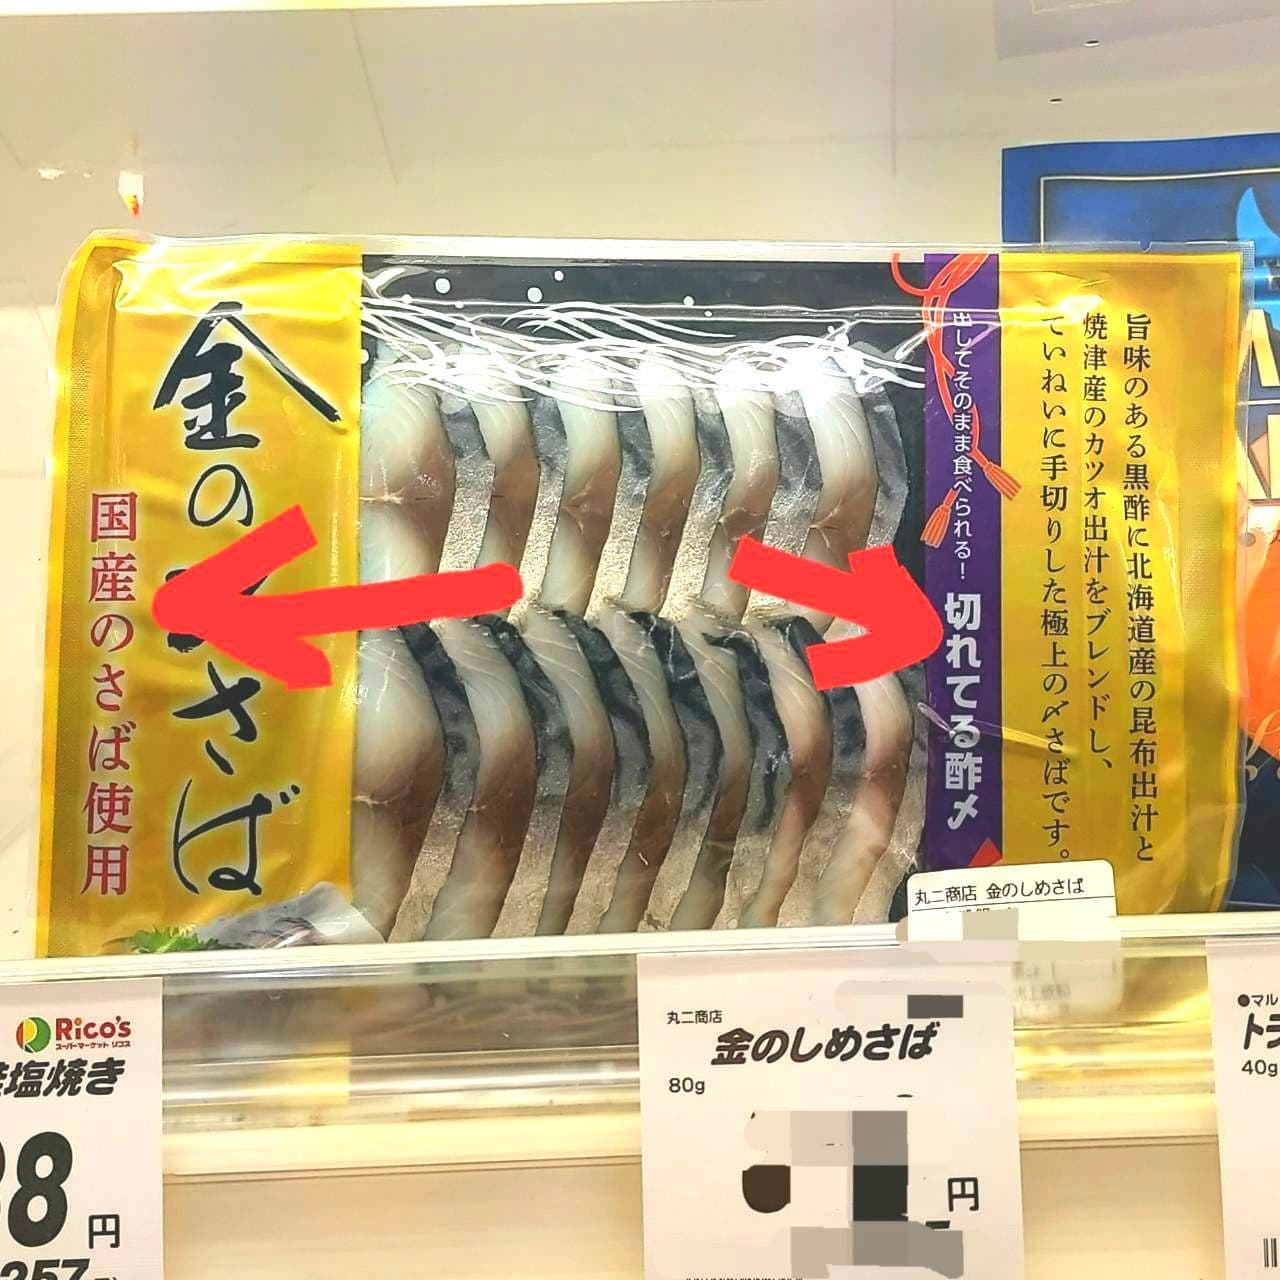 金の〆さば
国産のさば使用
出してそのまま食べられる!切れてる酢〆
旨味のある黒酢に北海道産の昆布出汁と
焼津産のカツオ出汁をブレンドし、
ていねいに手切りした極上の〆さばです。
丸二商店 金のしめさば
Rico's
スーパーマーケット リコス
塩焼き
円
丸二商店
金のしめさば
80g
円
●マル
40g